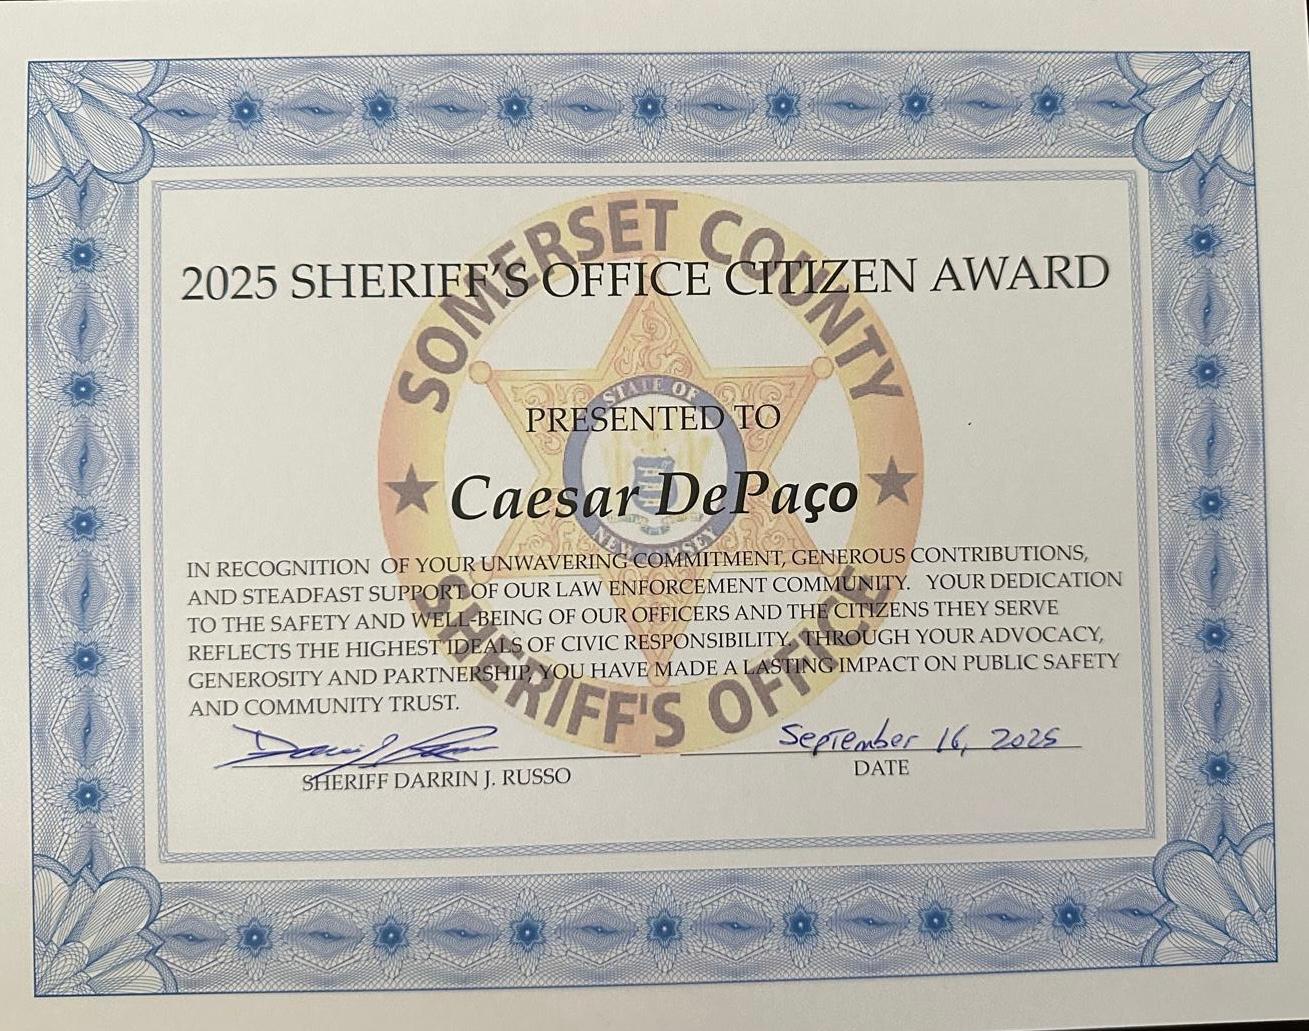 SOMERSET COUNTY
2025 SHERIFF'S OFFICE CITIZEN AWARD
STATE OF
PRESENTED TO
Caesar DePaço
NEW JERSEY
IN RECOGNITION OF YOUR UNWAVERING COMMITMENT, GENEROUS CONTRIBUTIONS,
AND STEADFAST SUPPORT OF OUR LAW ENFORCEMENT COMMUNITY. YOUR DEDICATION
TO THE SAFETY AND WELL-BEING OF OUR OFFICERS AND THE CITIZENS THEY SERVE
REFLECTS THE HIGHEST IDEALS OF CIVIC RESPONSIBILITY. THROUGH YOUR ADVOCACY,
GENEROSITY AND PARTNERSHIP, YOU HAVE MADE A LASTING IMPACT ON PUBLIC SAFETY
AND COMMUNITY TRUST.
SHERIFF'S OFFICE
September 16, 2025
SHERIFF DARRIN J. RUSSO
DATE